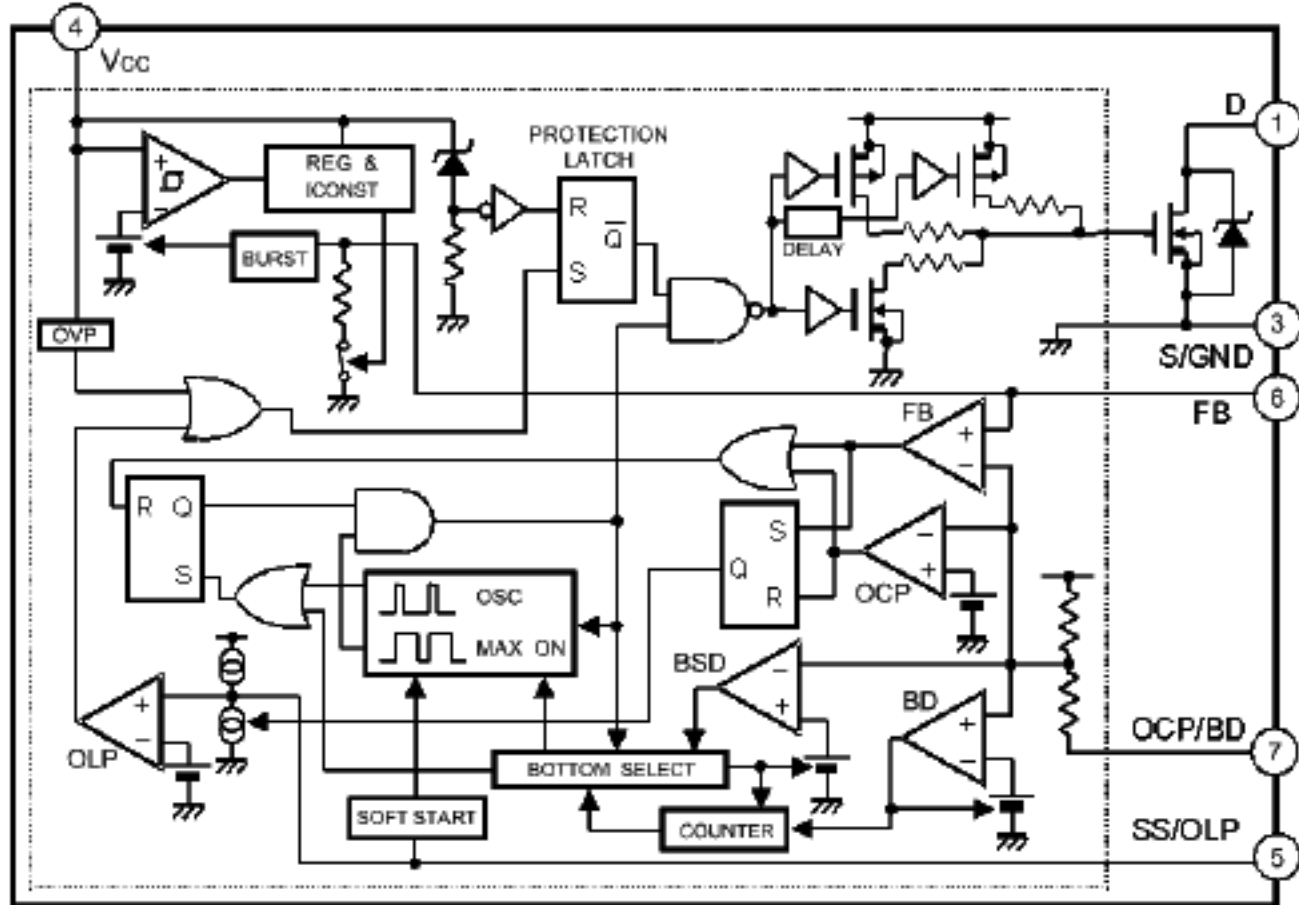 4
Vcc
D
1
PROTECTION
LATCH
REG &
ICONST
+
−
R
Q
S
BURST
DELAY
OVP
3
S/GND
6
FB
FB
+
−
R
Q
S
S
Q
R
−
+
OCP
OSC
MAX ON
BSD
−
+
BD
+
−
OCP/BD
7
+
−
OLP
BOTTOM SELECT
SOFT START
COUNTER
SS/OLP
5